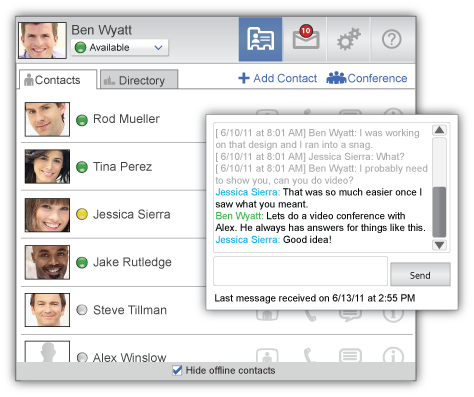 Ben Wyatt
Available
10
?
Contacts
Directory
+ Add Contact
Conference
Rod Mueller
Tina Perez
Jessica Sierra
Jake Rutledge
Steve Tillman
Alex Winslow
Hide offline contacts
[ 6/10/11 at 8:01 AM] Ben Wyatt: I was working
on that design and I ran into a snag.
[ 6/10/11 at 8:01 AM] Jessica Sierra: What?
[ 6/10/11 at 8:01 AM] Ben Wyatt: I probably need
to show you, can you do video?
Jessica Sierra: That was so much easier once I
saw what you meant.
Ben Wyatt: Lets do a video conference with
Alex. He always has answers for things like this.
Jessica Sierra: Good idea!
Send
Last message received on 6/13/11 at 2:55 PM